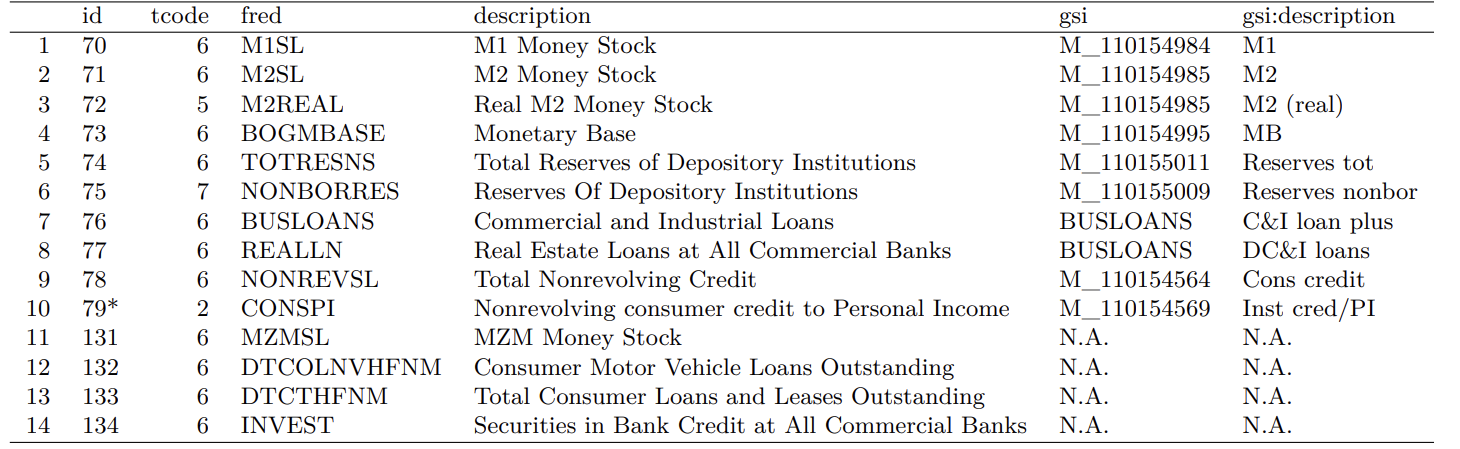 id tcode fred description gsi gsi:description
1 70 6 M1SL M1 Money Stock M_110154984 M1
2 71 6 M2SL M2 Money Stock M_110154985 M2
3 72 5 M2REAL Real M2 Money Stock M_110154985 M2 (real)
4 73 6 BOGMBASE Monetary Base M_110154995 MB
5 74 6 TOTRESNS Total Reserves of Depository Institutions M_110155011 Reserves tot
6 75 7 NONBORRES Reserves Of Depository Institutions M_110155009 Reserves nonbor
7 76 6 BUSLOANS Commercial and Industrial Loans BUSLOANS C&I loan plus
8 77 6 REALLN Real Estate Loans at All Commercial Banks BUSLOANS DC&I loans
9 78 6 NONREVSL Total Nonrevolving Credit M_110154564 Cons credit
10 79* 2 CONSPI Nonrevolving consumer credit to Personal Income M_110154569 Inst cred/PI
11 131 6 MZMSL MZM Money Stock N.A. N.A.
12 132 6 DTCOLNVHFNM Consumer Motor Vehicle Loans Outstanding N.A. N.A.
13 133 6 DTCTHFNM Total Consumer Loans and Leases Outstanding N.A. N.A.
14 134 6 INVEST Securities in Bank Credit at All Commercial Banks N.A. N.A.